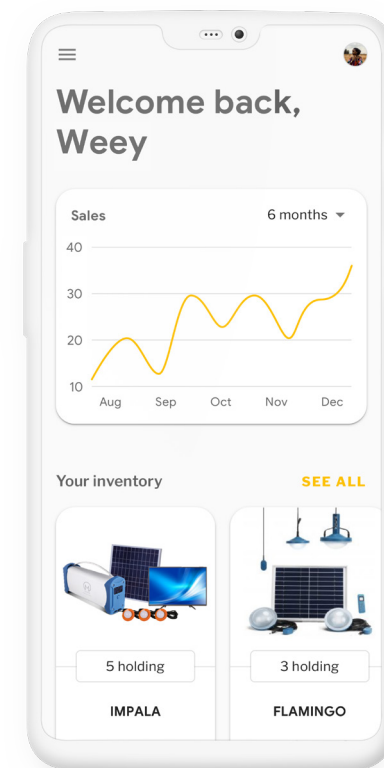 Welcome back,
Weey
Sales
6 months
40
30
20
10
Aug Sep Oct Nov Dec
Your inventory
SEE ALL
5 holding
3 holding
IMPALA
FLAMINGO